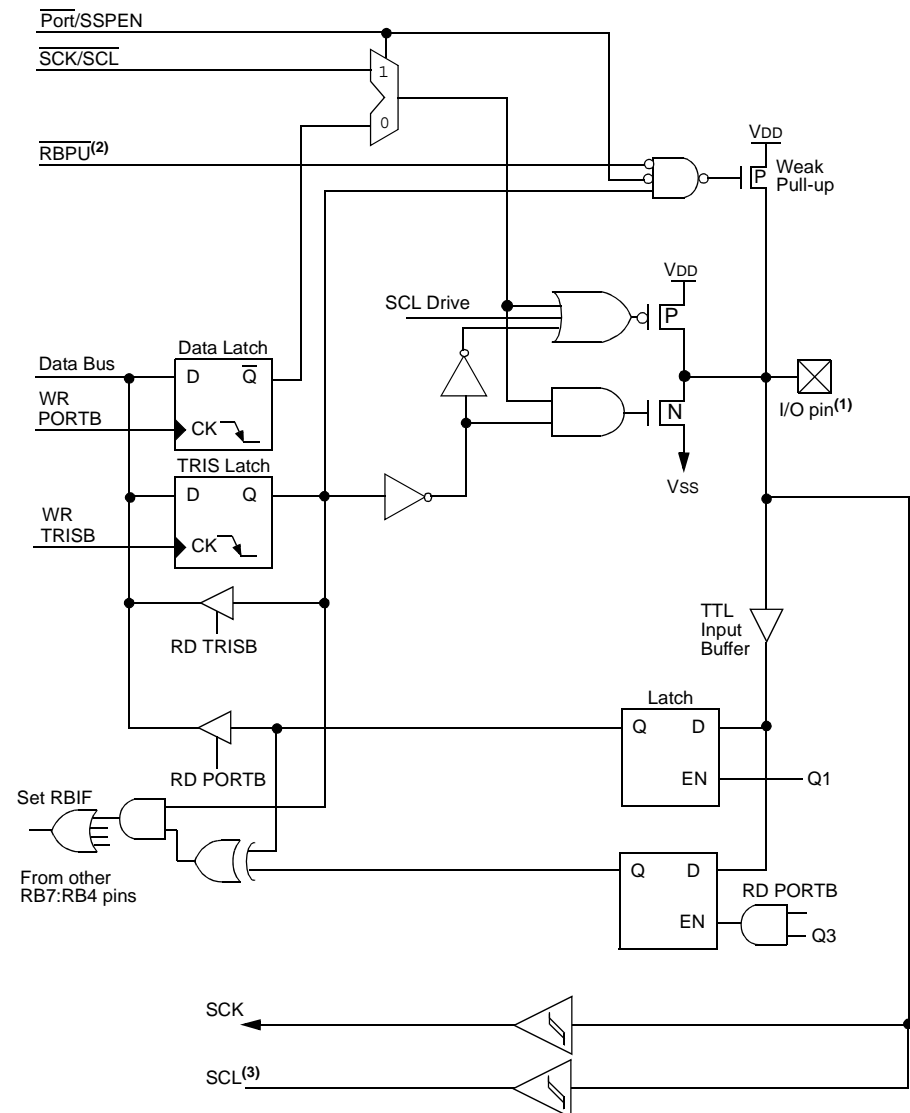 Port/SSPEN
SCK/SCL
1
0
RBPU(2)
VDD
P
Weak
Pull-up
VDD
SCL Drive
P
Data Latch
Data Bus
D
Q
WR
PORTB
CK
N
I/O pin(1)
VSS
TRIS Latch
D
Q
WR
TRISB
CK
TTL
Input
Buffer
RD TRISB
Latch
Q
D
EN
Q1
RD PORTB
Set RBIF
From other
RB7:RB4 pins
Q
D
EN
RD PORTB
Q3
SCK
SCL(3)